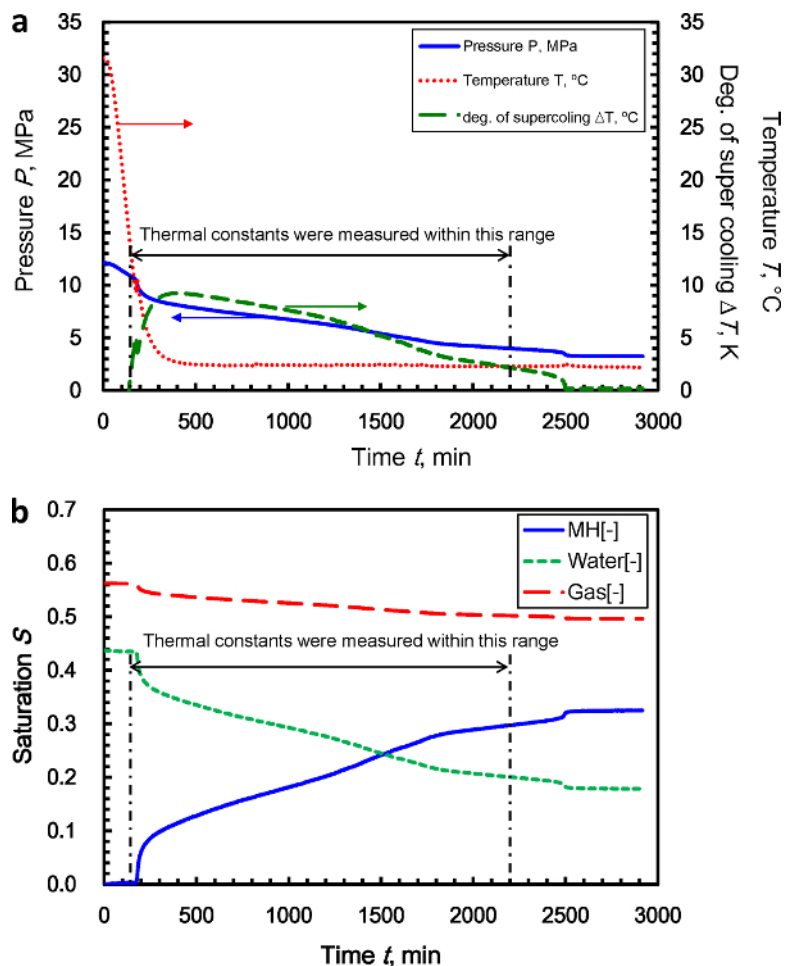 a
Pressure P, MPa
Temperature T, ºC
deg. of supercoling ΔT, ºC
Thermal constants were measured within this range
35
30
25
20
15
10
5
0
35
30
25
20
15
10
5
0
0
500
1000
1500
2000
2500
3000
Pressure P, MPa
Deg. of super cooling ΔT, K
Temperature T, °C
Time t, min
b
MH[-]
Water[-]
Gas[-]
Thermal constants were measured within this range
0.7
0.6
0.5
0.4
0.3
0.2
0.1
0.0
0
500
1000
1500
2000
2500
3000
Saturation S
Time t, min